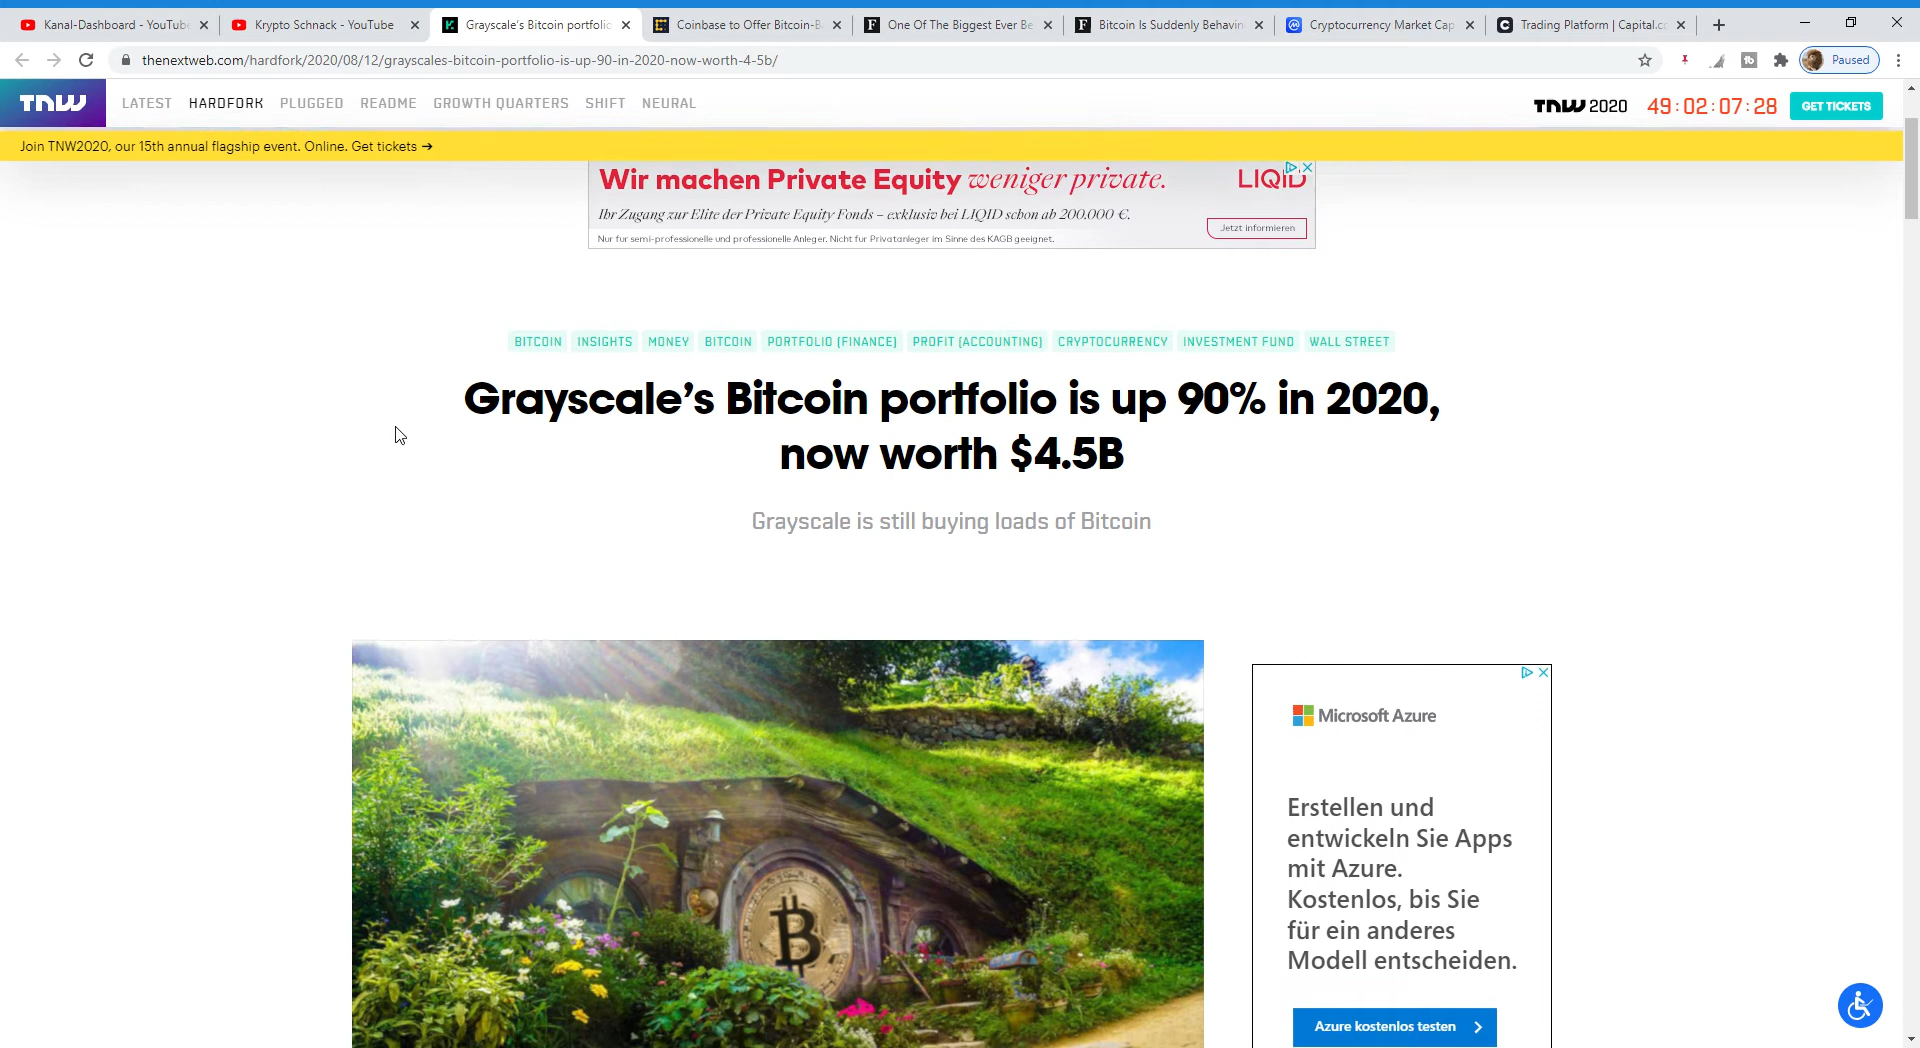 Kanal-Dashboard - YouTube
Krypto Schnack - YouTube
Grayscale's Bitcoin portfolio
Coinbase to Offer Bitcoin-B
One Of The Biggest Ever Be
Bitcoin Is Suddenly Behavin
Cryptocurrency Market Cap
Trading Platform | Capital.co
thenextweb.com/hardfork/2020/08/12/grayscales-bitcoin-portfolio-is-up-90-in-2020-now-worth-4-5b/
Paused
TNW
LATEST HARDFORK PLUGGED README GROWTH QUARTERS SHIFT NEURAL
TNW 2020 49:02:07:28 GET TICKETS
Join TNW2020, our 15th annual flagship event. Online. Get tickets →
Wir machen Private Equity weniger private.
LIQID
Ihr Zugang zur Elite der Private Equity Fonds – exklusiv bei LIQID schon ab 200.000 €.
Jetzt informieren
Nur fur semi-professionelle und professionelle Anleger. Nicht fur Privatanleger im Sinne des KAGB geeignet.
BITCOIN INSIGHTS MONEY BITCOIN PORTFOLIO (FINANCE) PROFIT (ACCOUNTING) CRYPTOCURRENCY INVESTMENT FUND WALL STREET
Grayscale's Bitcoin portfolio is up 90% in 2020,
now worth $4.5B
Grayscale is still buying loads of Bitcoin
Microsoft Azure
Erstellen und
entwickeln Sie Apps
mit Azure.
Kostenlos, bis Sie
für ein anderes
Modell entscheiden.
Azure kostenlos testen